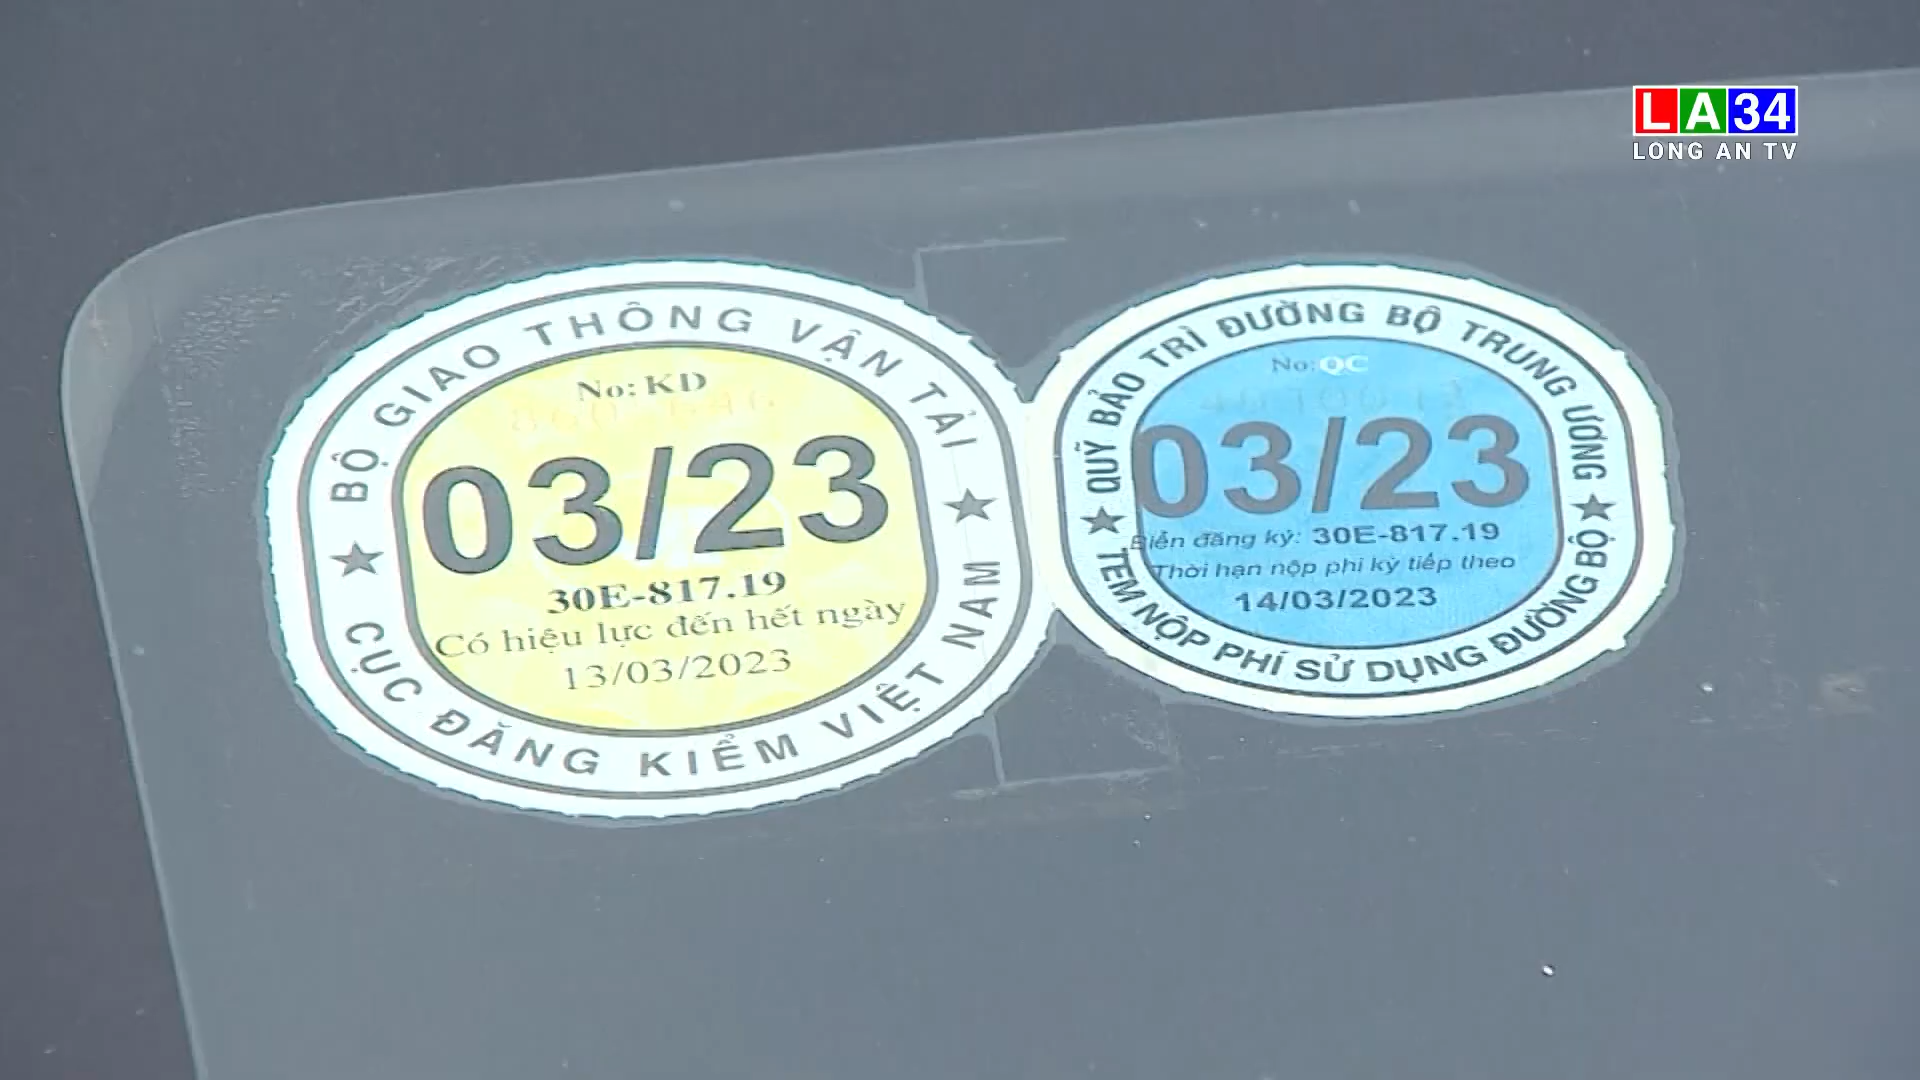 LA34
LONG AN TV
BỘ GIAO THÔNG VẬN TẢI
No: KD
03/23
30E-817.19
Có hiệu lực đến hết ngày
13/03/2023
CỤC ĐĂNG KIỂM VIỆT NAM
QUỸ BẢO TRÌ ĐƯỜNG BỘ TRUNG ƯƠNG
No: QC
03/23
Biển đăng ký: 30E-817.19
Thời hạn nộp phí kỳ tiếp theo
14/03/2023
TEM NỘP PHÍ SỬ DỤNG ĐƯỜNG BỘ